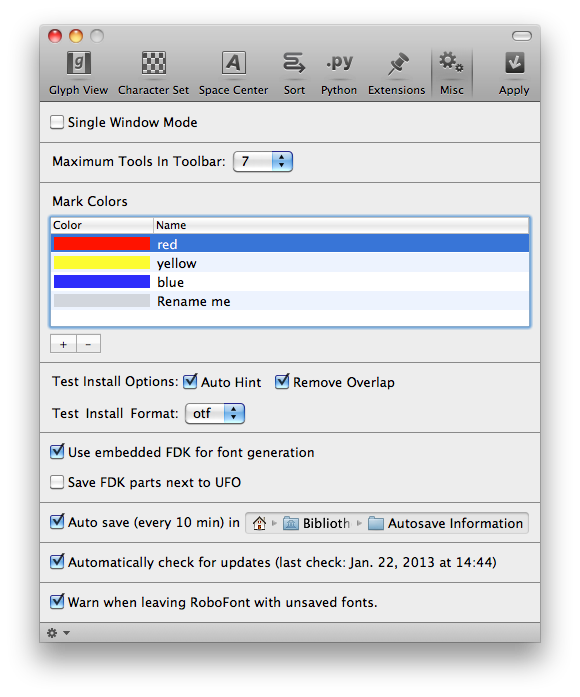 Glyph View Character Set Space Center Sort .py Python Extensions Misc Apply
Single Window Mode
Maximum Tools In Toolbar: 7
Mark Colors
Color Name
red
yellow
blue
Rename me
+ -
Test Install Options: Auto Hint Remove Overlap
Test Install Format: otf
Use embedded FDK for font generation
Save FDK parts next to UFO
Auto save (every 10 min) in Biblioth Autosave Information
Automatically check for updates (last check: Jan. 22, 2013 at 14:44)
Warn when leaving RoboFont with unsaved fonts.